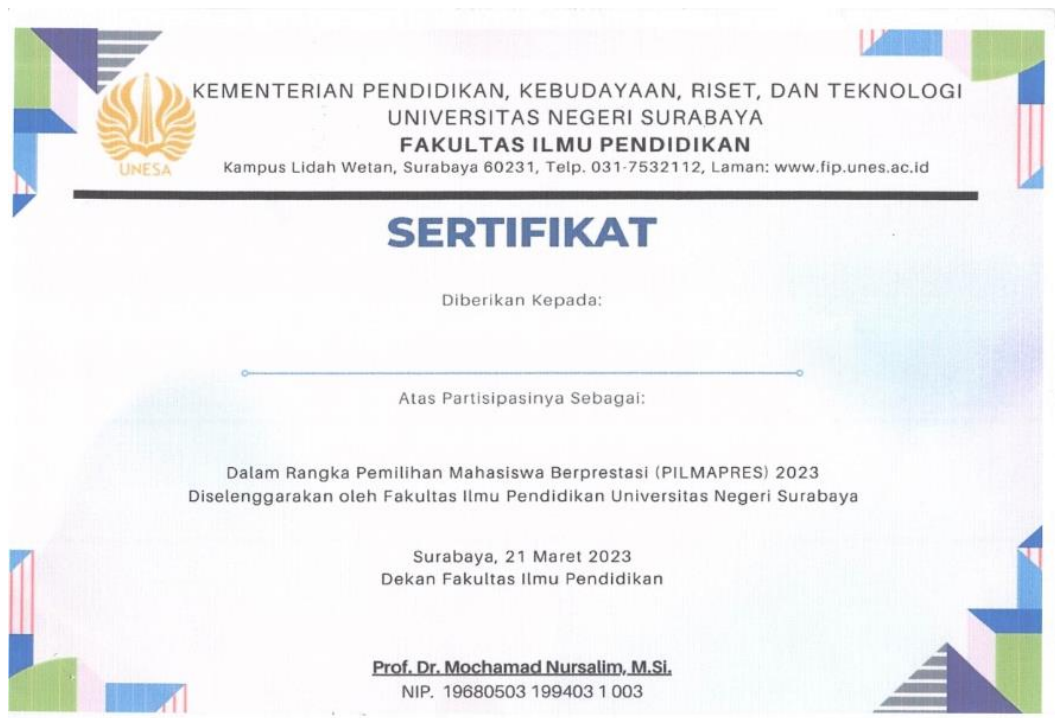 KEMENTERIAN PENDIDIKAN, KEBUDAYAAN, RISET, DAN TEKNOLOGI
UNIVERSITAS NEGERI SURABAYA
FAKULTAS ILMU PENDIDIKAN
Kampus Lidah Wetan, Surabaya 60231, Telp. 031-7532112, Laman: www.fip.unes.ac.id
UNESA
SERTIFIKAT
Diberikan Kepada:
Atas Partisipasinya Sebagai:
Dalam Rangka Pemilihan Mahasiswa Berprestasi (PILMAPRES) 2023
Diselenggarakan oleh Fakultas Ilmu Pendidikan Universitas Negeri Surabaya
Surabaya, 21 Maret 2023
Dekan Fakultas Ilmu Pendidikan
Prof. Dr. Mochamad Nursalim, M.Si.
NIP. 19680503 199403 1 003